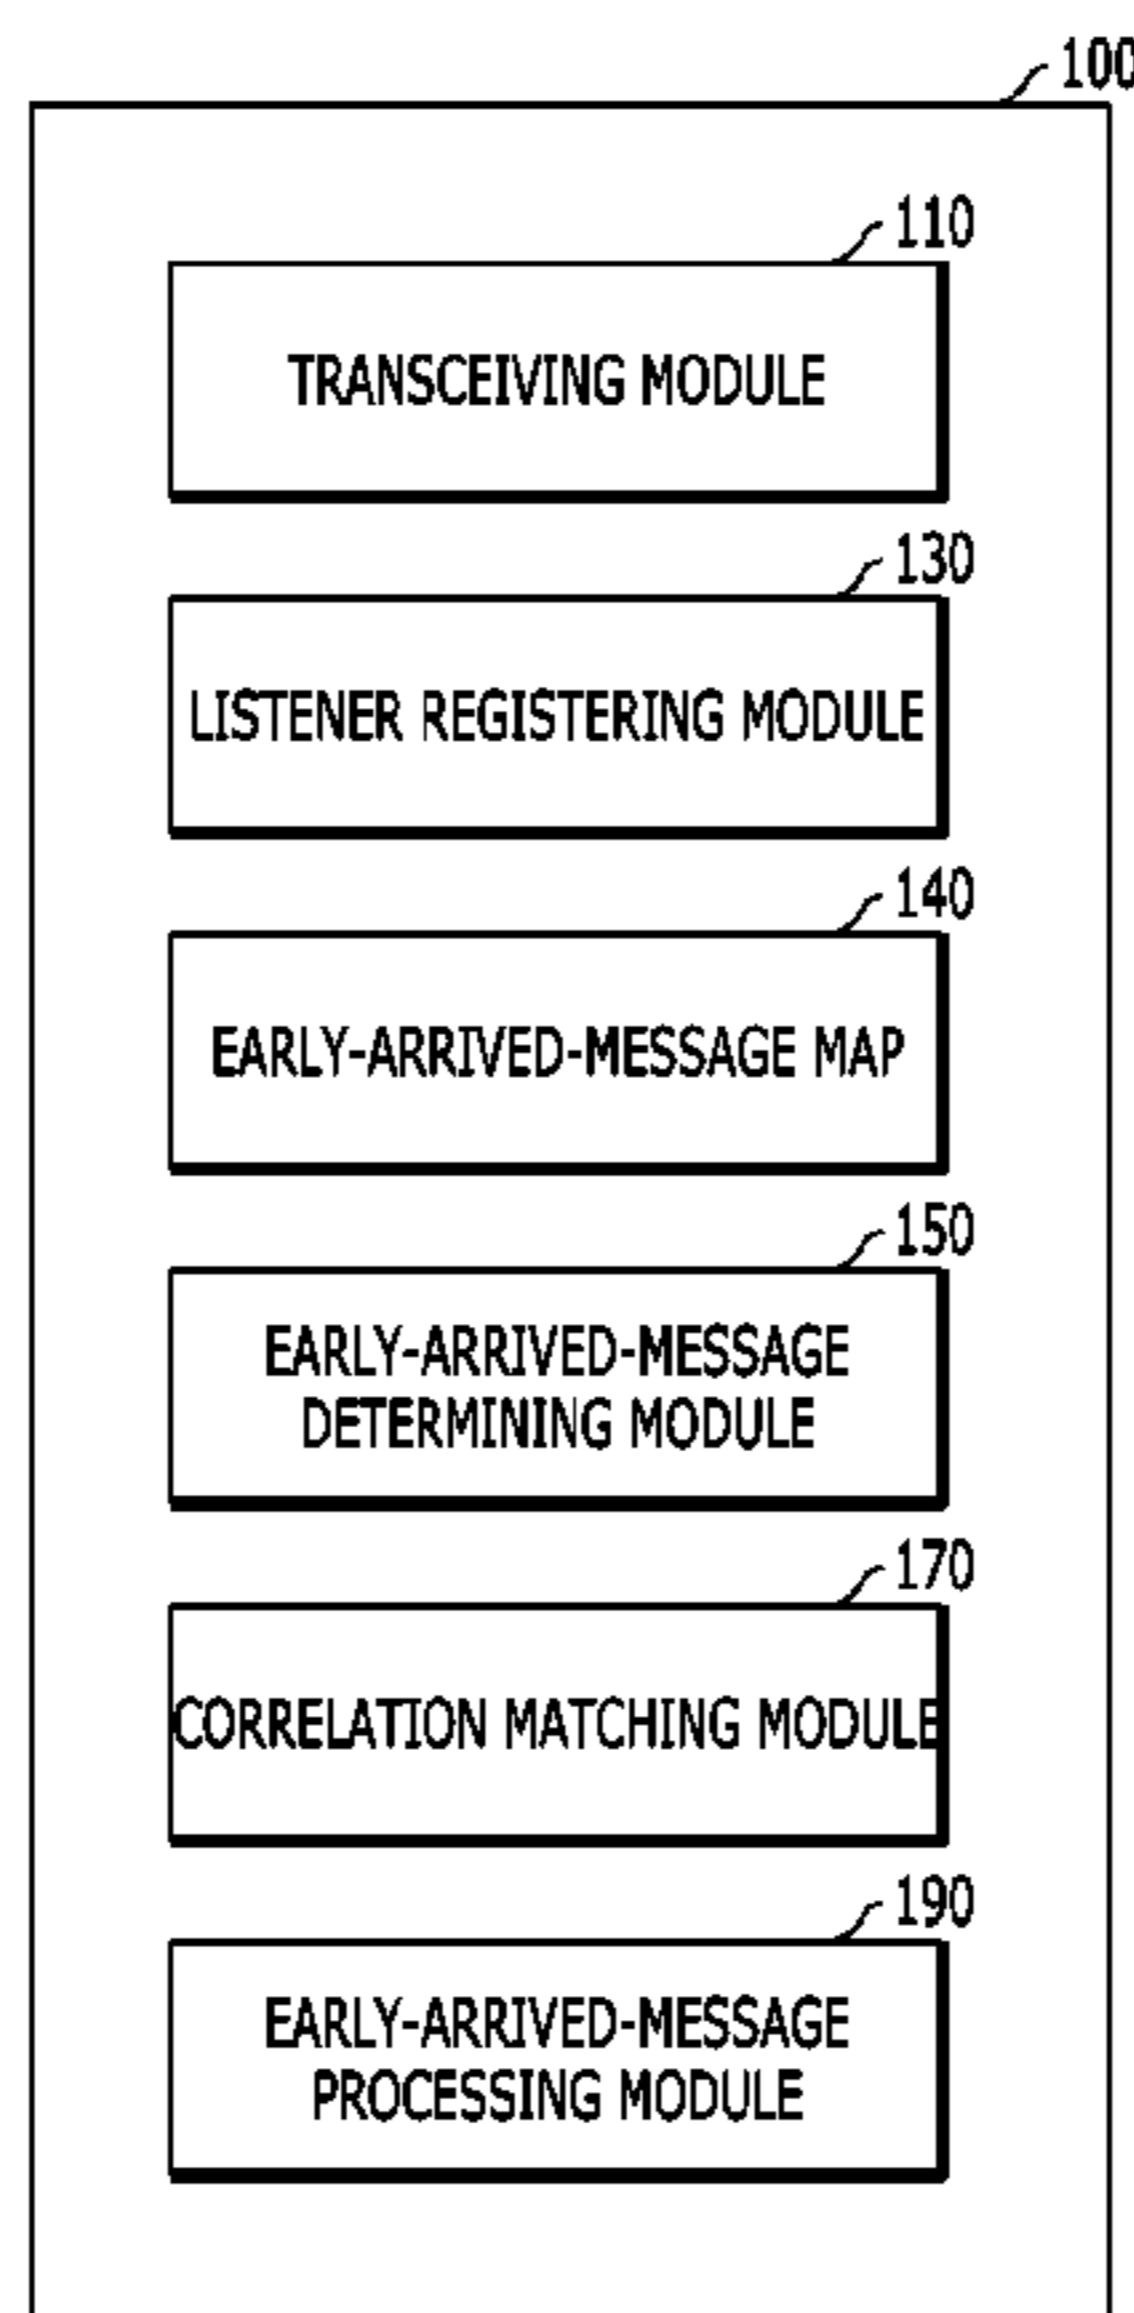 100
110
TRANSCEIVING MODULE
130
LISTENER REGISTERING MODULE
140
EARLY-ARRIVED-MESSAGE MAP
150
EARLY-ARRIVED-MESSAGE
DETERMINING MODULE
170
CORRELATION MATCHING MODULE
190
EARLY-ARRIVED-MESSAGE
PROCESSING MODULE